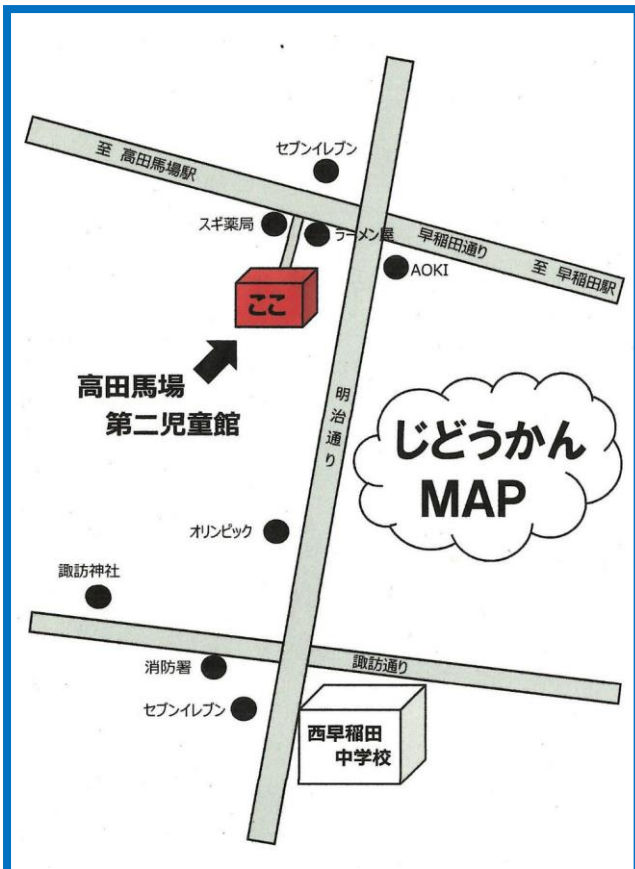 セブンイレブン
至 高田馬場駅
スギ薬局
ラーメン屋
早稲田通り
至 早稲田駅
AOKI
ここ
高田馬場
第二児童館
明治通り
じどうかん
MAP
オリンピック
諏訪神社
諏訪通り
消防署
セブンイレブン
西早稲田
中学校